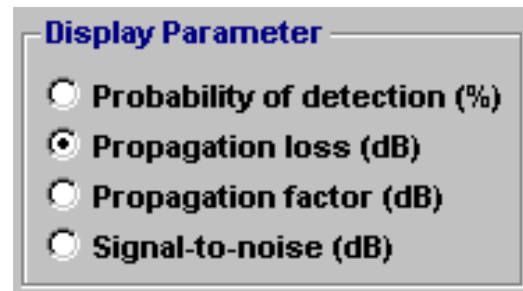 Display Parameter
Probability of detection (%)
Propagation loss (dB)
Propagation factor (dB)
Signal-to-noise (dB)